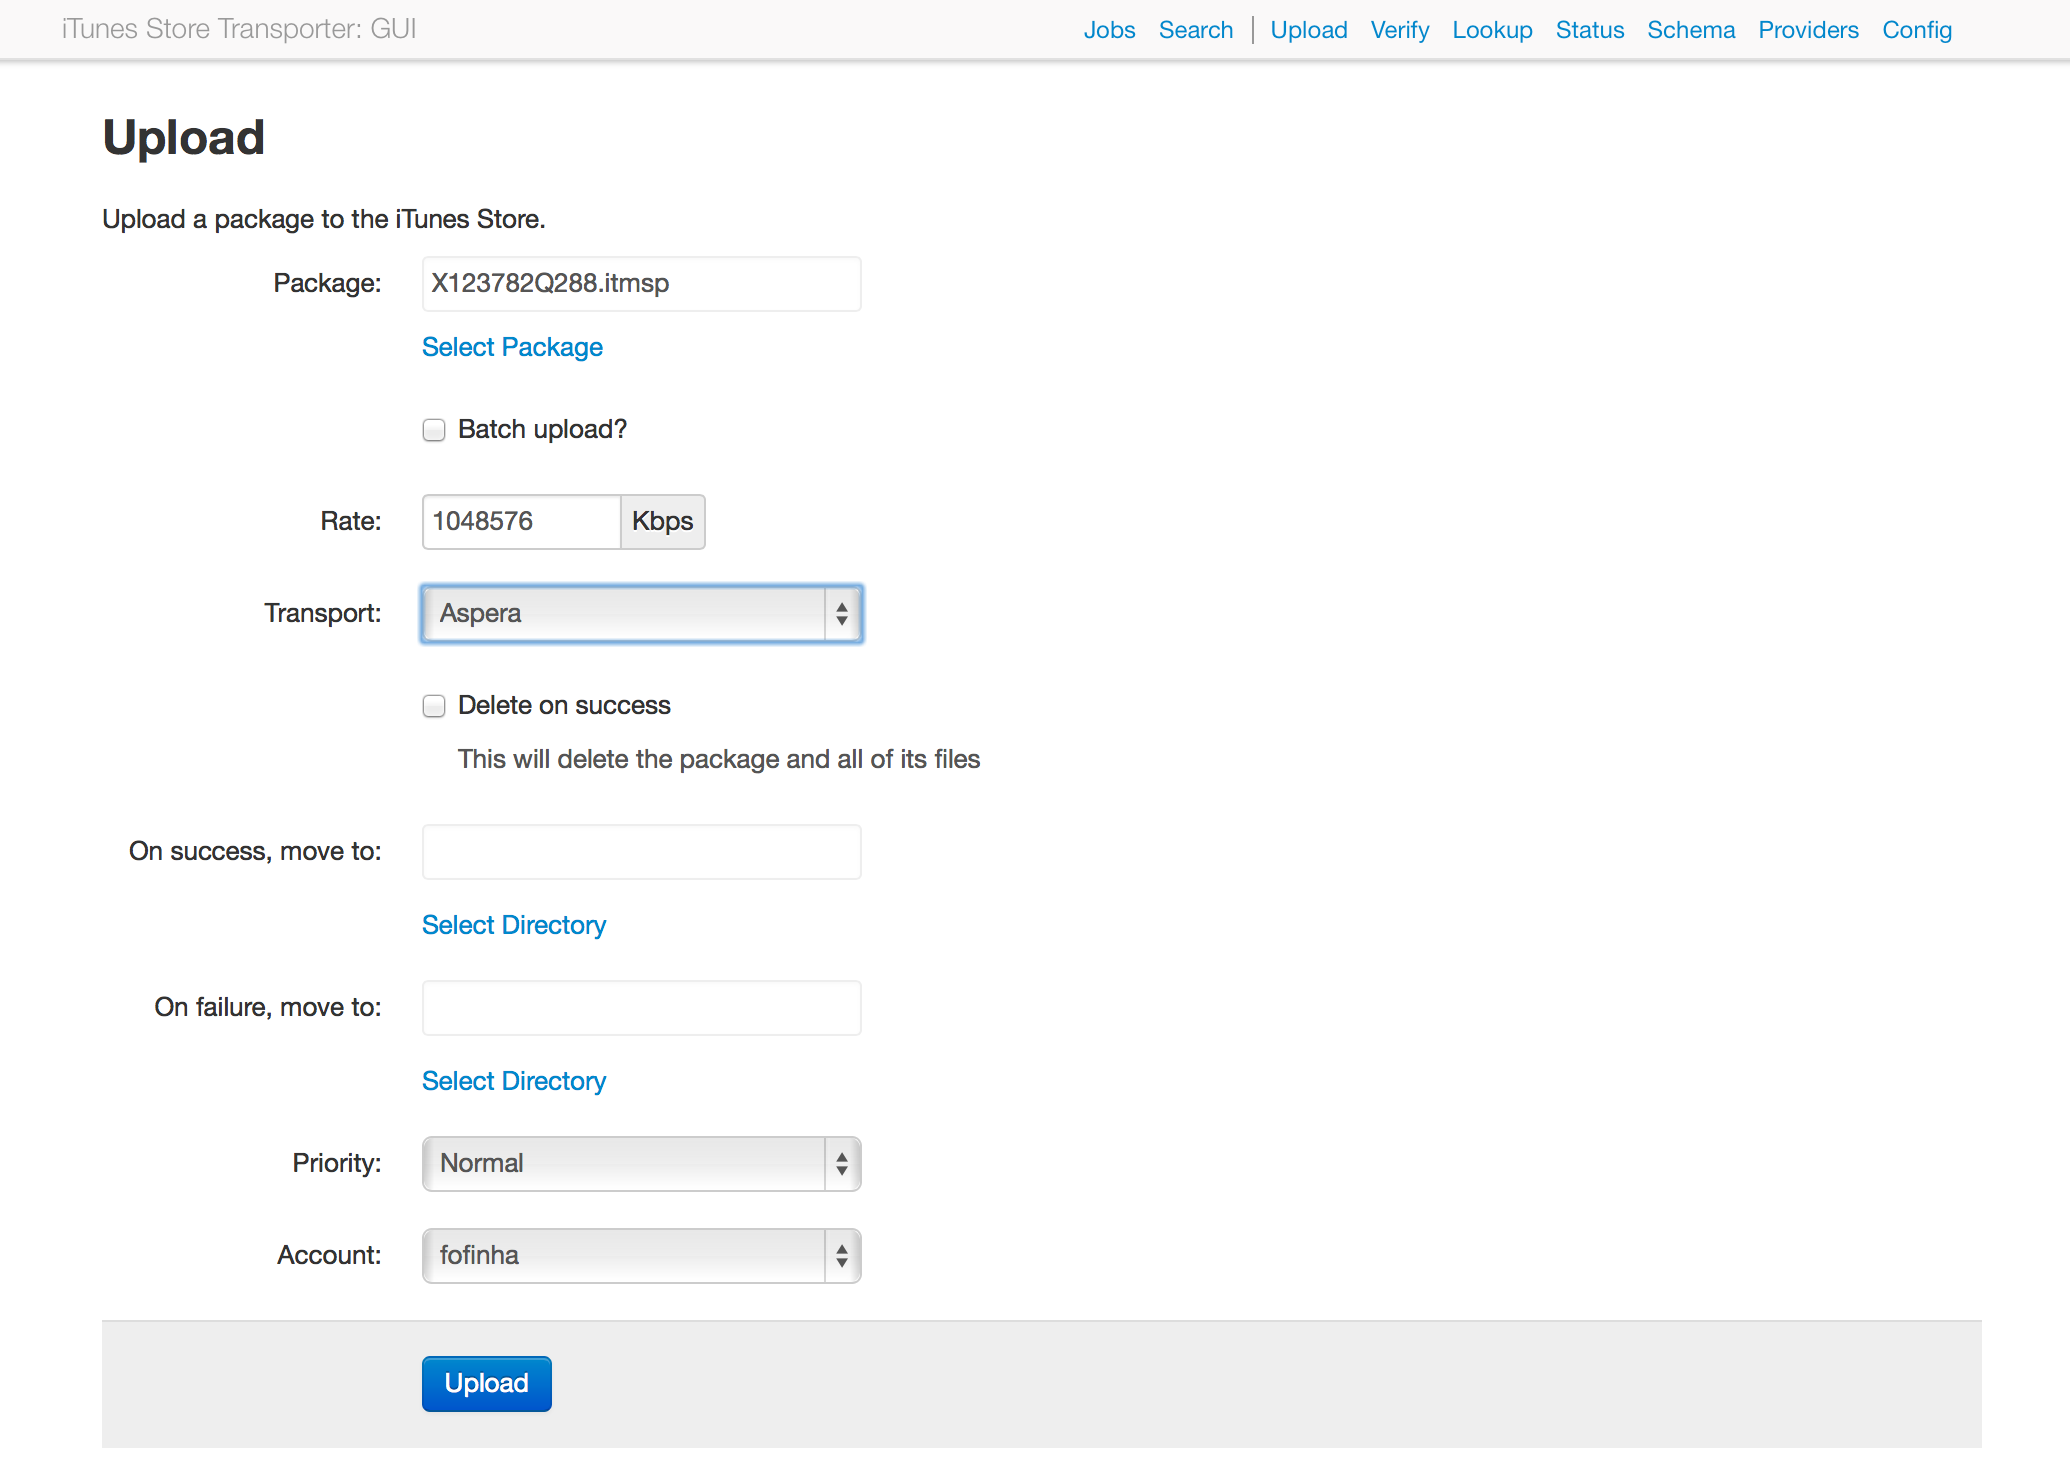 iTunes Store Transporter: GUI
Jobs Search Upload Verify Lookup Status Schema Providers Config
Upload
Upload a package to the iTunes Store.
Package: X123782Q288.itmsp
Select Package
Batch upload?
Rate: 1048576 Kbps
Transport: Aspera
Delete on success
This will delete the package and all of its files
On success, move to:
Select Directory
On failure, move to:
Select Directory
Priority: Normal
Account: fofinha
Upload